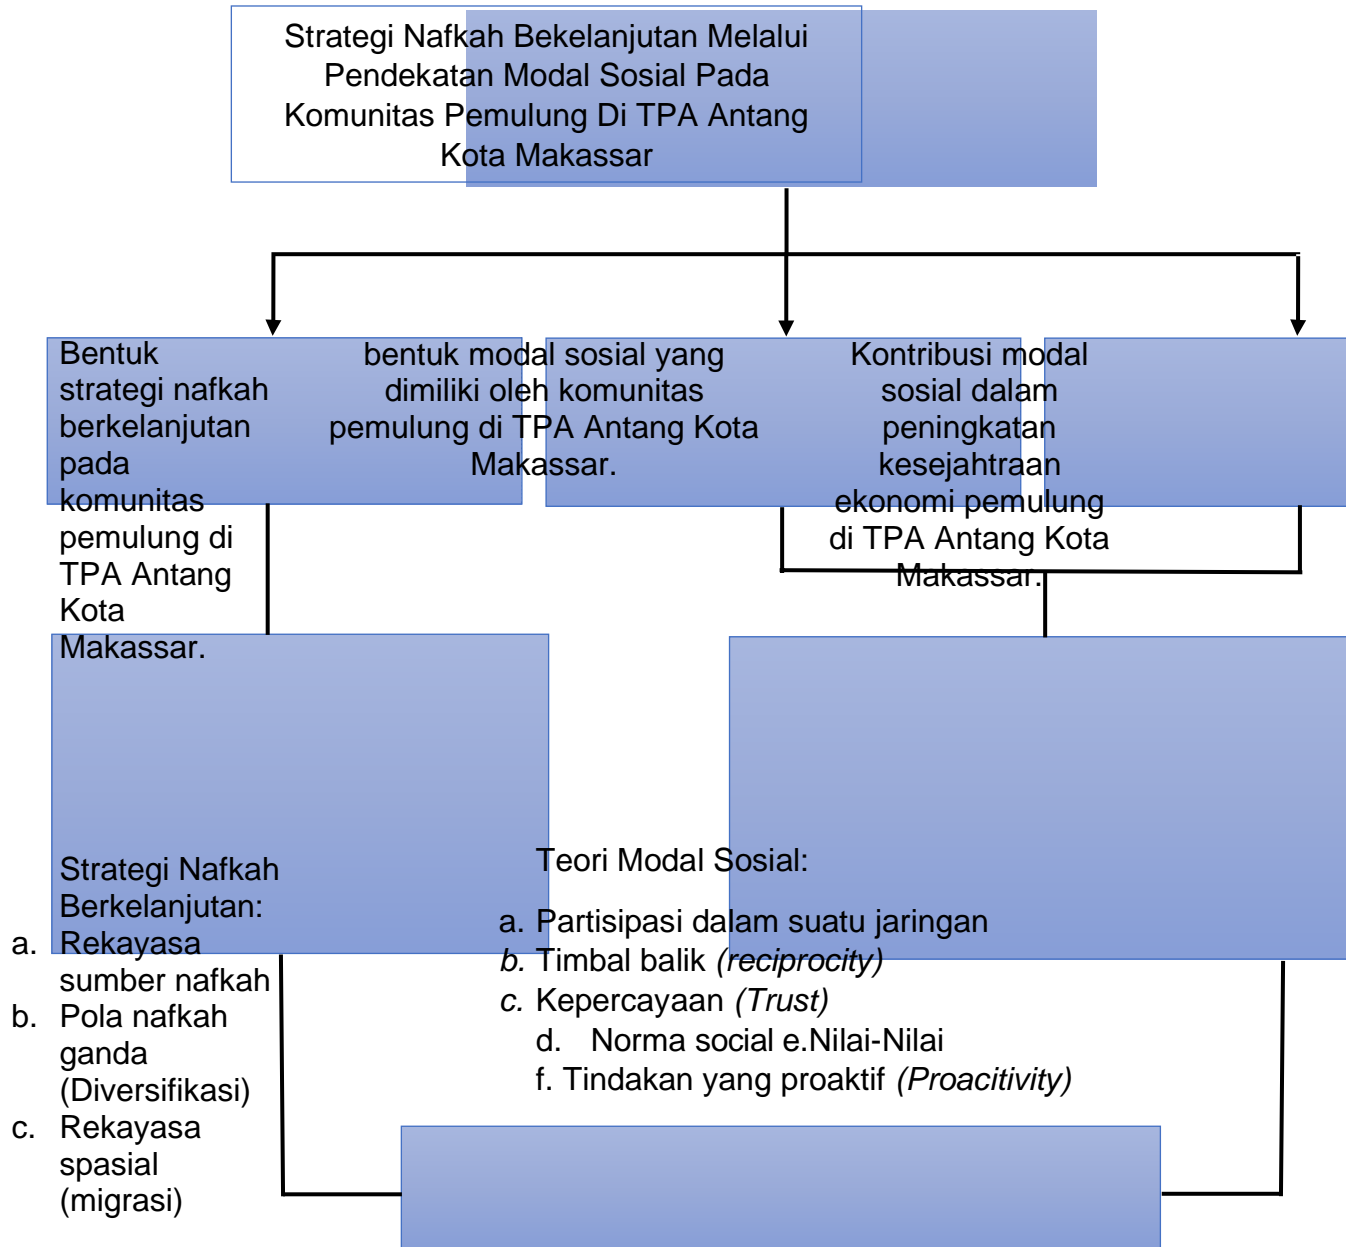 Strategi Nafkah Bekelanjutan Melalui
Pendekatan Modal Sosial Pada
Komunitas Pemulung Di TPA Antang
Kota Makassar
Bentuk
strategi nafkah
berkelanjutan
pada
komunitas
pemulung di
TPA Antang
Kota
Makassar.
bentuk modal sosial yang
dimiliki oleh komunitas
pemulung di TPA Antang Kota
Makassar.
Kontribusi modal
sosial dalam
peningkatan
kesejahtraan
ekonomi pemulung
di TPA Antang Kota
Makassar.
Strategi Nafkah
Berkelanjutan:
a. Rekayasa
sumber nafkah
b. Pola nafkah
ganda
(Diversifikasi)
c. Rekayasa
spasial
(migrasi)
Teori Modal Sosial:
a. Partisipasi dalam suatu jaringan
b. Timbal balik (reciprocity)
c. Kepercayaan (Trust)
d. Norma social e.Nilai-Nilai
f. Tindakan yang proaktif (Proacitivity)